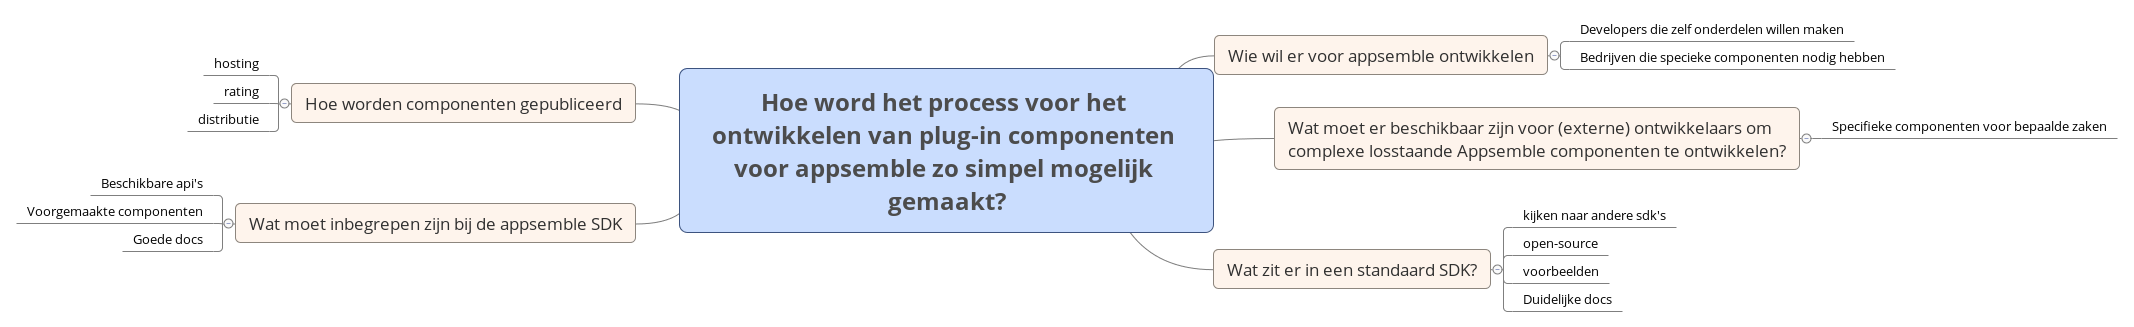 Hoe word het process voor het
ontwikkelen van plug-in componenten
voor appsemble zo simpel mogelijk
gemaakt?
Wie wil er voor appsemble ontwikkelen
Developers die zelf onderdelen willen maken
Bedrijven die specieke componenten nodig hebben
Wat moet er beschikbaar zijn voor (externe) ontwikkelaars om
complexe losstaande Appsemble componenten te ontwikkelen?
Specifieke componenten voor bepaalde zaken
Wat zit er in een standaard SDK?
kijken naar andere sdk's
open-source
voorbeelden
Duidelijke docs
Hoe worden componenten gepubliceerd
hosting
rating
distributie
Wat moet inbegrepen zijn bij de appsemble SDK
Beschikbare api's
Voorgemaakte componenten
Goede docs